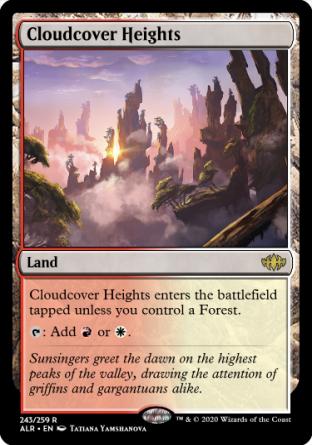 Cloudcover Heights
Land
Cloudcover Heights enters the battlefield
tapped unless you control a Forest.
: Add or .
Sunsingers greet the dawn on the highest
peaks of the valley, drawing the attention of
griffins and gargantuans alike.
243/259 R
ALR • EN TATIANA YAMSHANOVA
™ & © 2020 Wizards of the Coast